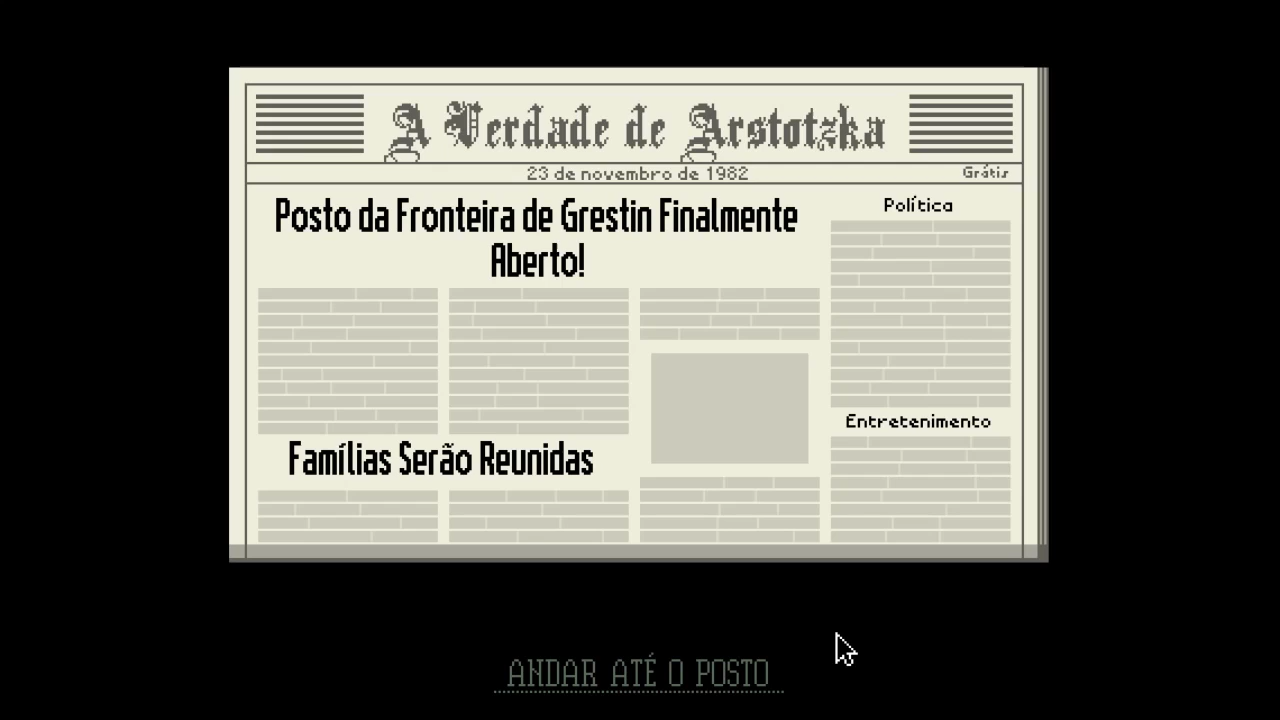 A Verdade de Arstotzka
23 de novembro de 1982
Grátis
Posto da Fronteira de Grestin Finalmente
Aberto!
Famílias Serão Reunidas
Política
Entretenimento
ANDAR ATÉ O POSTO